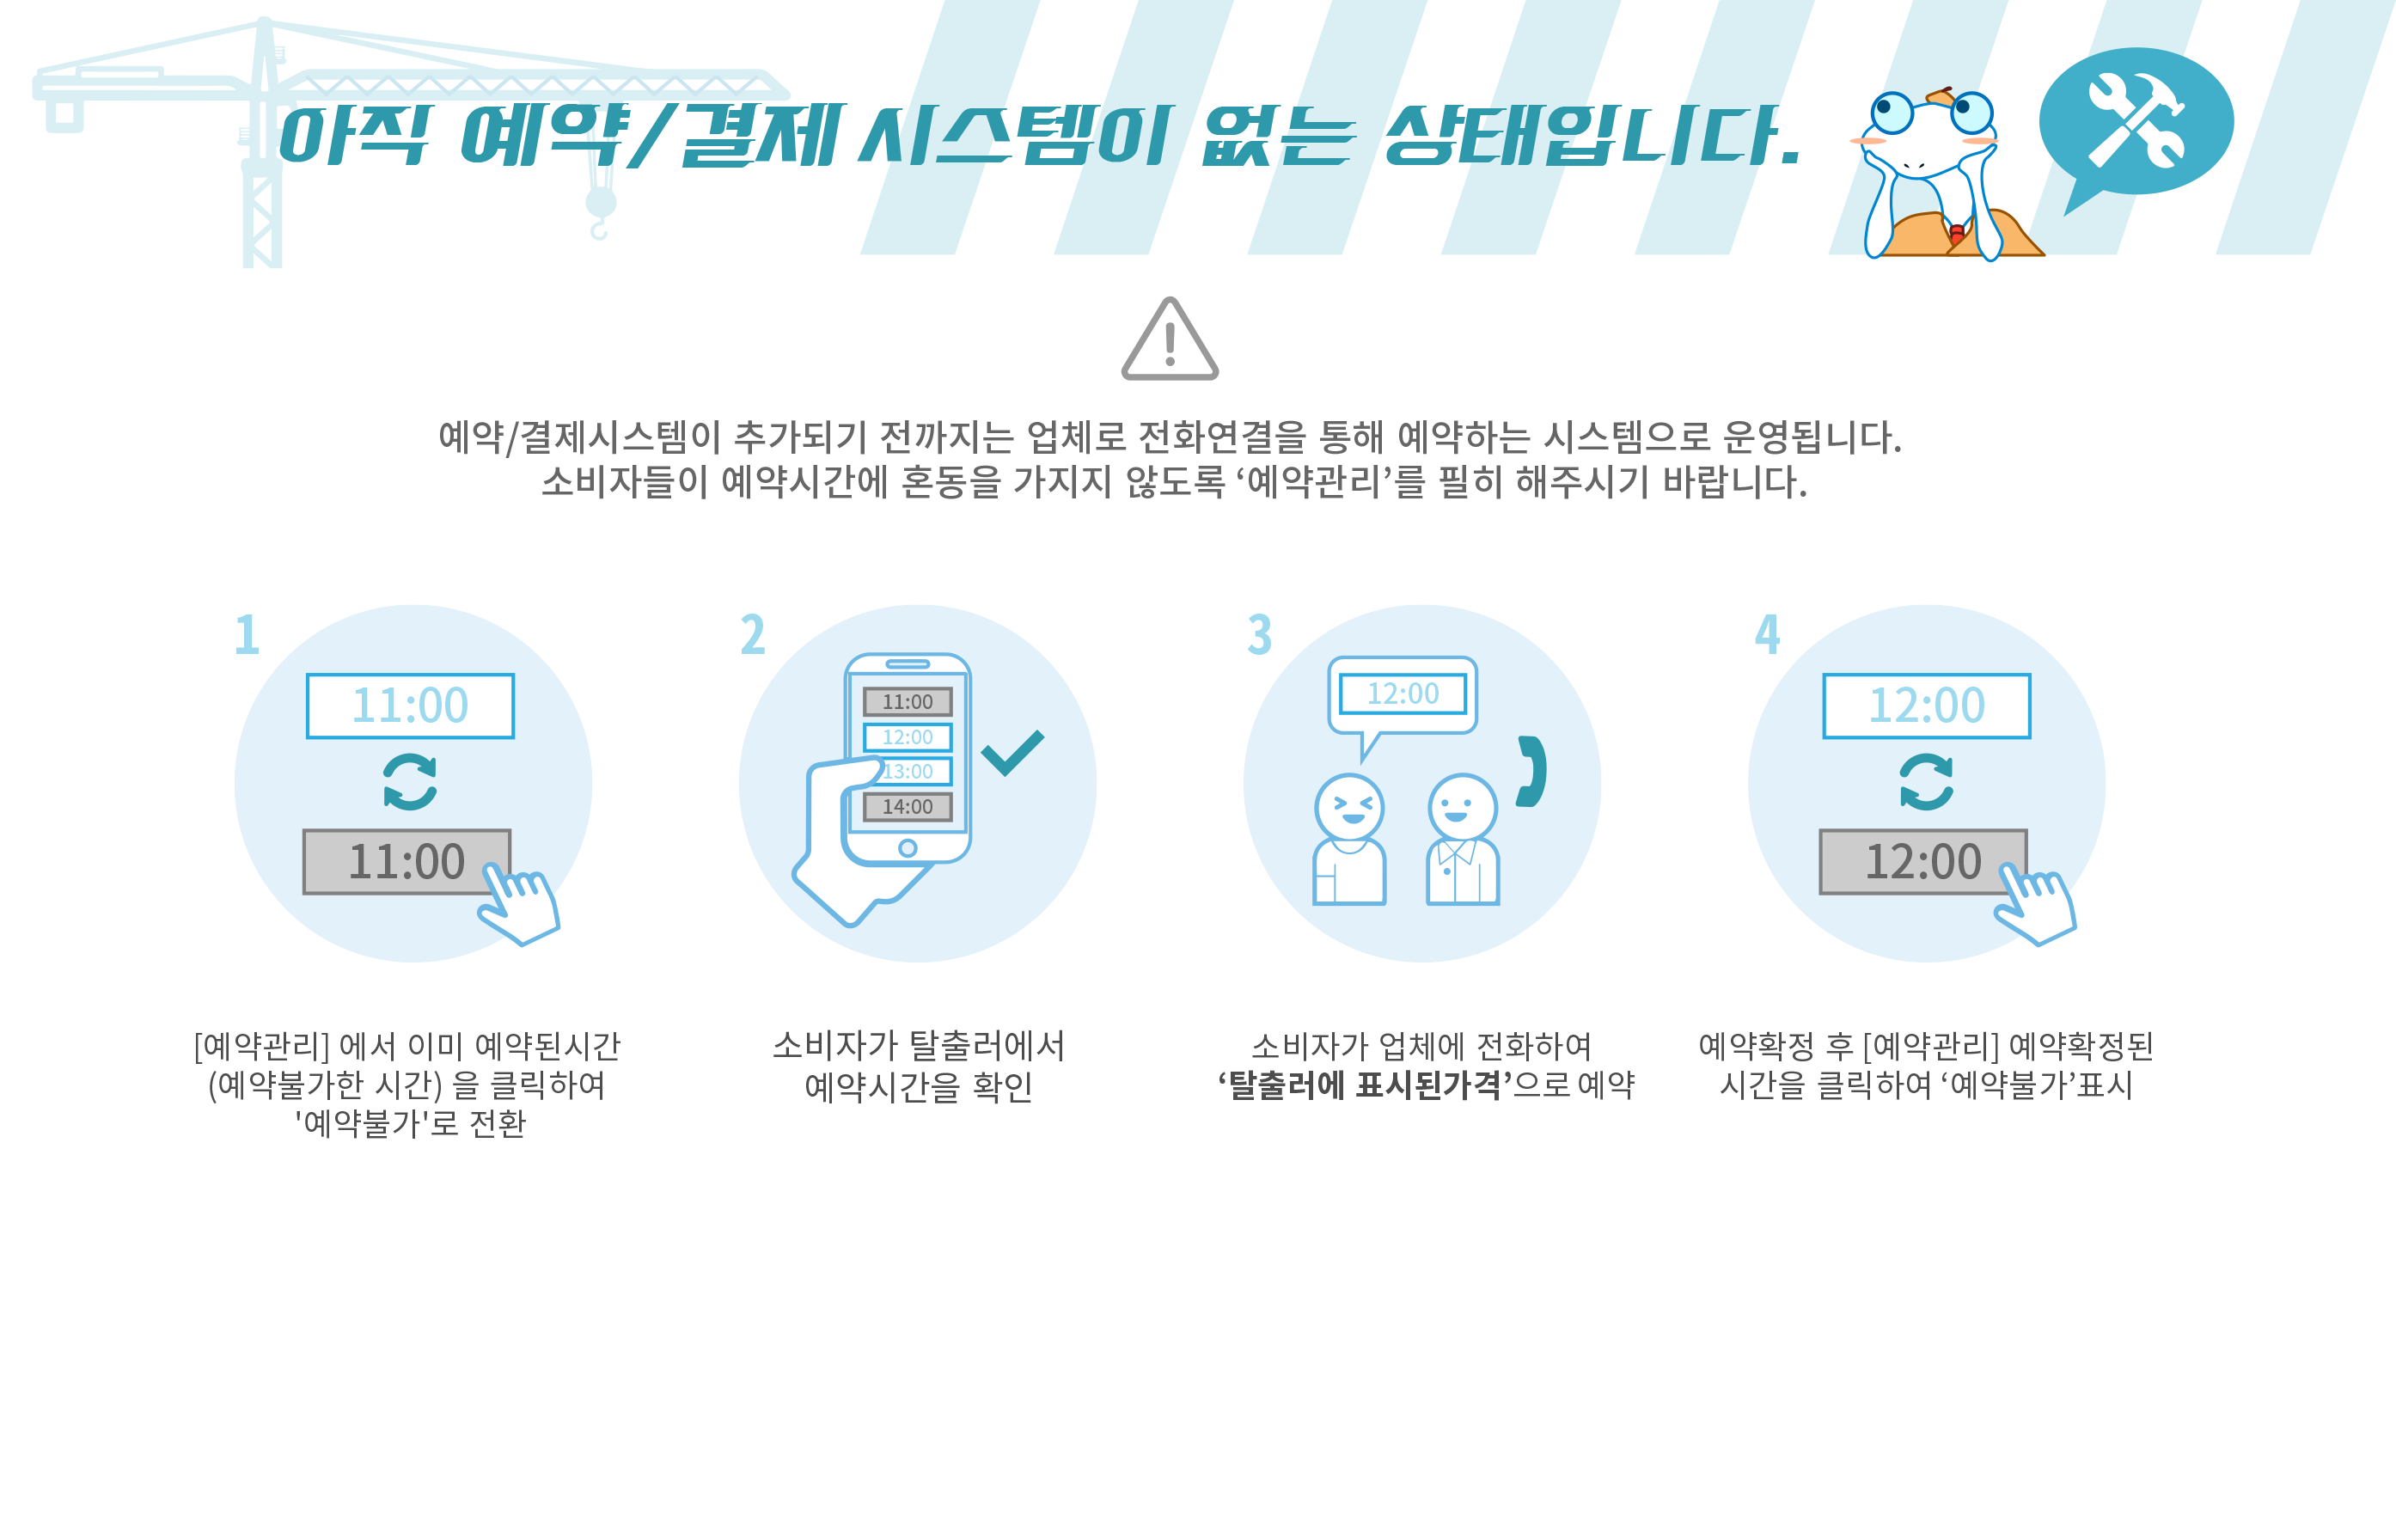 아직 예약/결제 시스템이 없는 상태입니다.
예약/결제시스템이 추가되기 전까지는 업체로 전화연결을 통해 예약하는 시스템으로 운영됩니다.
소비자들이 예약시간에 혼동을 가지지 않도록 ‘예약관리’를 필히 해주시기 바랍니다.
1
11:00
11:00
[예약관리] 에서 이미 예약된시간
(예약불가한 시간) 을 클릭하여
'예약불가'로 전환
2
11:00
12:00
13:00
14:00
소비자가 탈출러에서
예약시간을 확인
3
12:00
소비자가 업체에 전화하여
‘탈출러에 표시된가격’으로 예약
4
12:00
12:00
예약확정 후 [예약관리] 예약확정된
시간을 클릭하여 ‘예약불가’표시